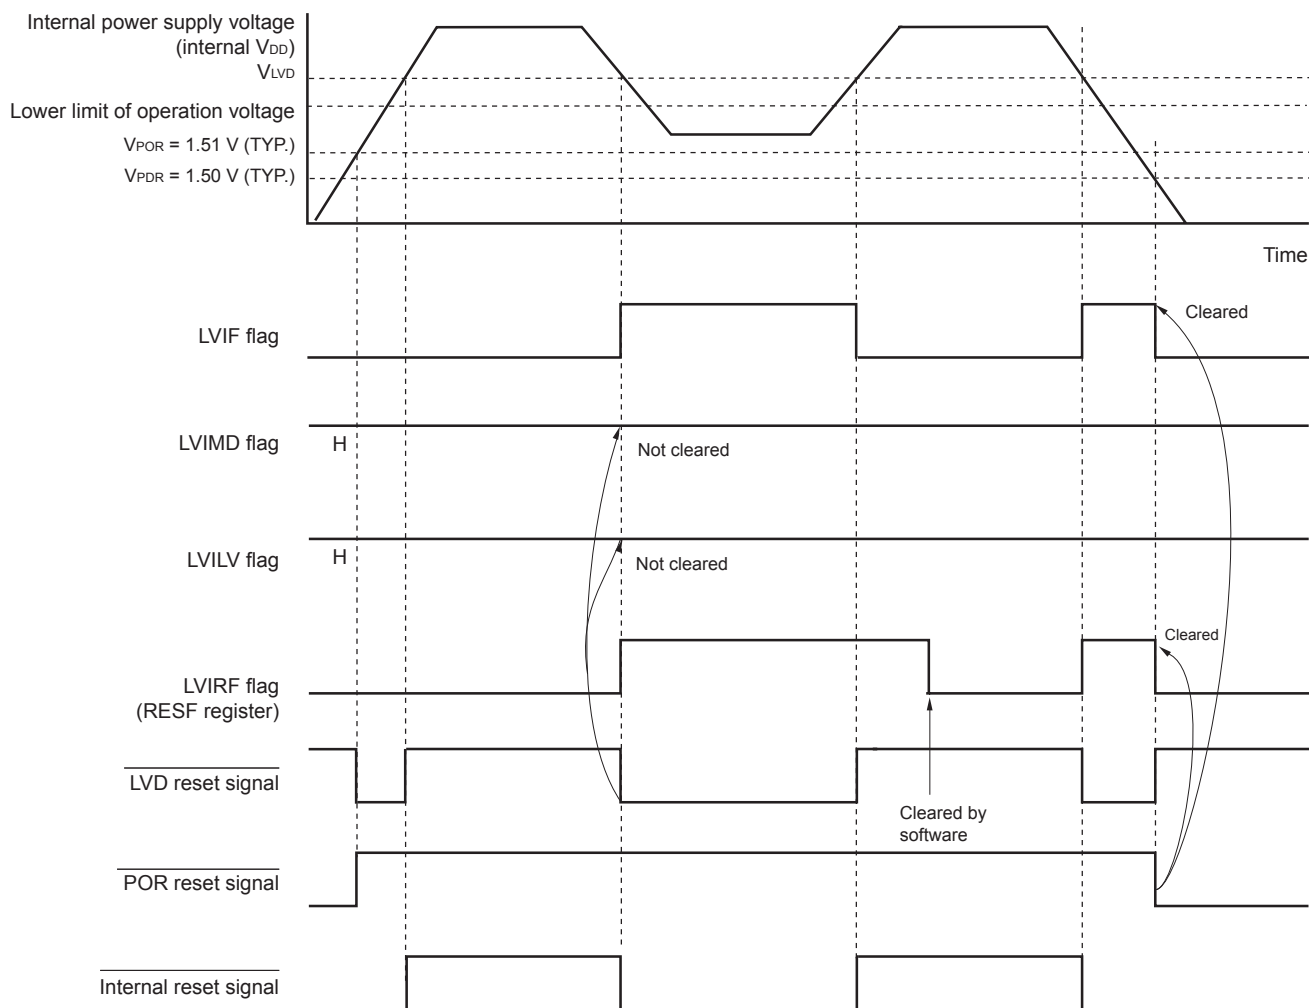 Internal power supply voltage
(internal VDD)
VLVD
Lower limit of operation voltage
VPOR = 1.51 V (TYP.)
VPDR = 1.50 V (TYP.)
Time
Cleared
LVIF flag
LVIMD flag
H
Not cleared
LVILV flag
H
Not cleared
Cleared
LVIRF flag
(RESF register)
LVD reset signal
Cleared by
software
POR reset signal
Internal reset signal